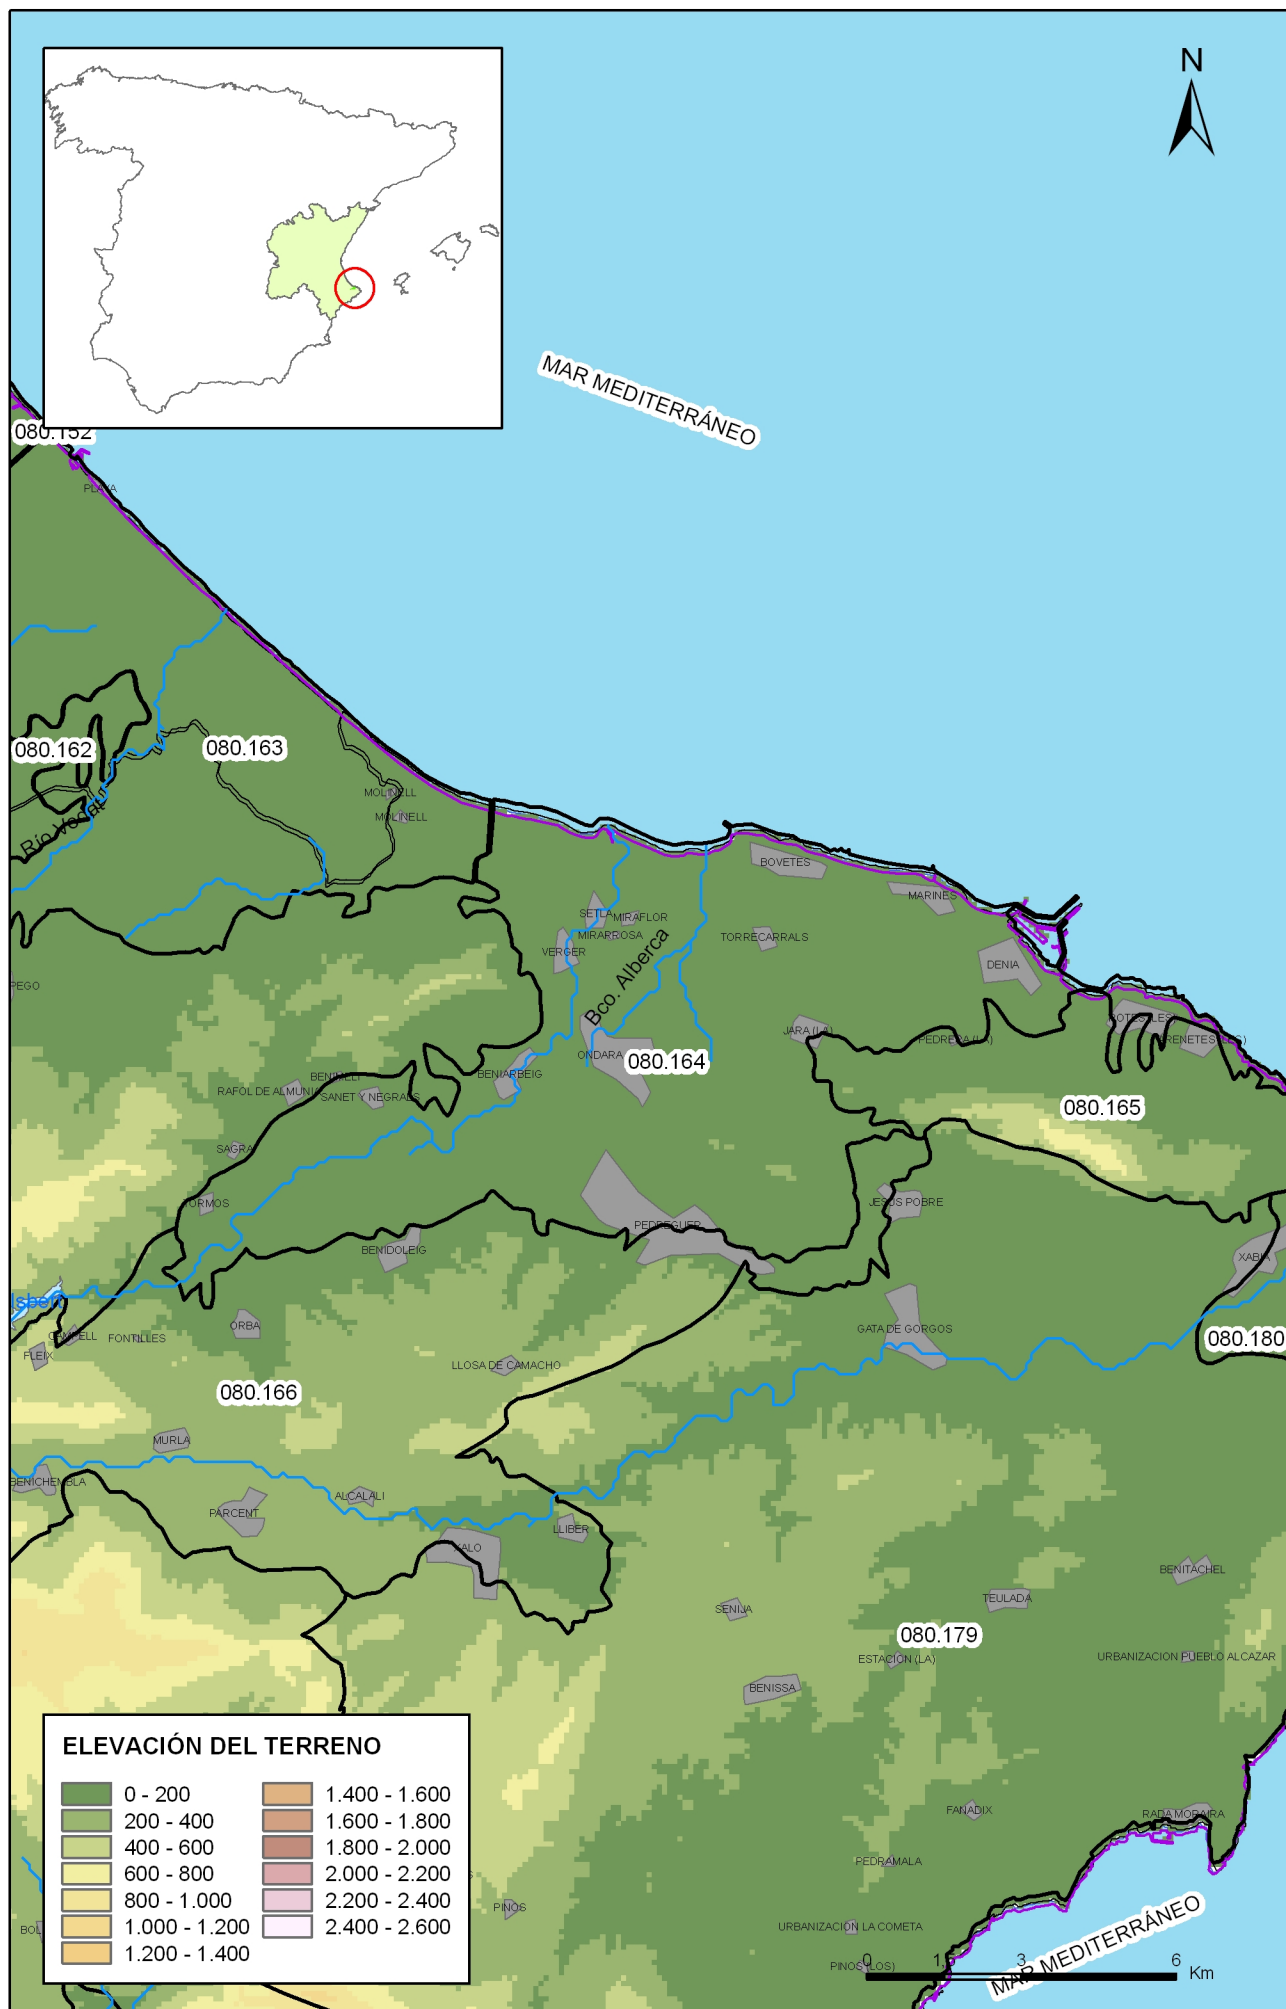 N
MAR MEDITERRÁNEO
080.152
PLAYA
080.162
080.163
MOLINELL
MOLINELL
BOVETES
MARINES
SETLA
MIRAFLOR
MIRARROSA
TORRECARRALS
VERGER
DENIA
Bco. Alberca
PEGO
JARA (LA)
PEDRERA (LA)
ONDARA
080.164
BENIARBEIG
BENIMELI
RAFOL DE ALMUNIA
SANET Y NEGRALS
080.165
SAGRA
TORMOS
JESUS POBRE
PEDREGUER
BENIDOLEIG
XABIA
ORBA
CAMPELL
FONTILLES
FLEIX
GATA DE GORGOS
080.180
LLOSA DE CAMACHO
080.166
MURLA
BENICHEMBLA
ALCALALI
PARCENT
LLIBER
XALO
BENITACHEL
TEULADA
SENIJA
080.179
ESTACION (LA)
URBANIZACION PUEBLO ALCAZAR
BENISSA
ELEVACIÓN DEL TERRENO
0 - 200
200 - 400
400 - 600
600 - 800
800 - 1.000
1.000 - 1.200
1.200 - 1.400
1.400 - 1.600
1.600 - 1.800
1.800 - 2.000
2.000 - 2.200
2.200 - 2.400
2.400 - 2.600
FANADIX
RADA MORAIRA
PEDRAMALA
PINOS
URBANIZACION LA COMETA
PINOS (LOS)
MAR MEDITERRÁNEO
0 3 6 Km